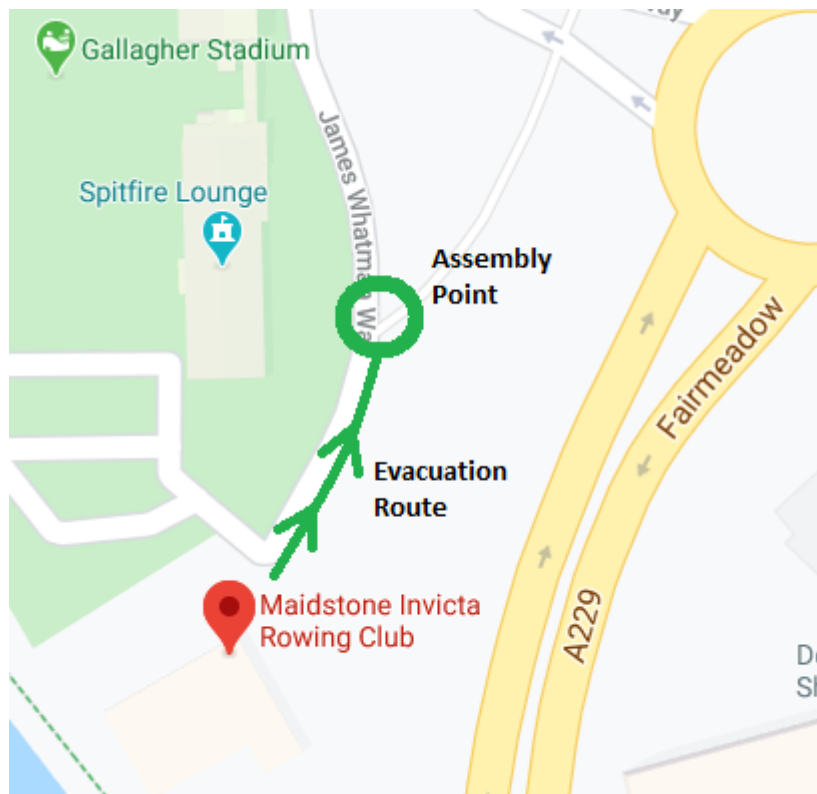 Gallagher Stadium
James Whatman Wa
Spitfire Lounge
Assembly
Point
Fairmeadow
Evacuation
Route
Maidstone Invicta
Rowing Club
A229